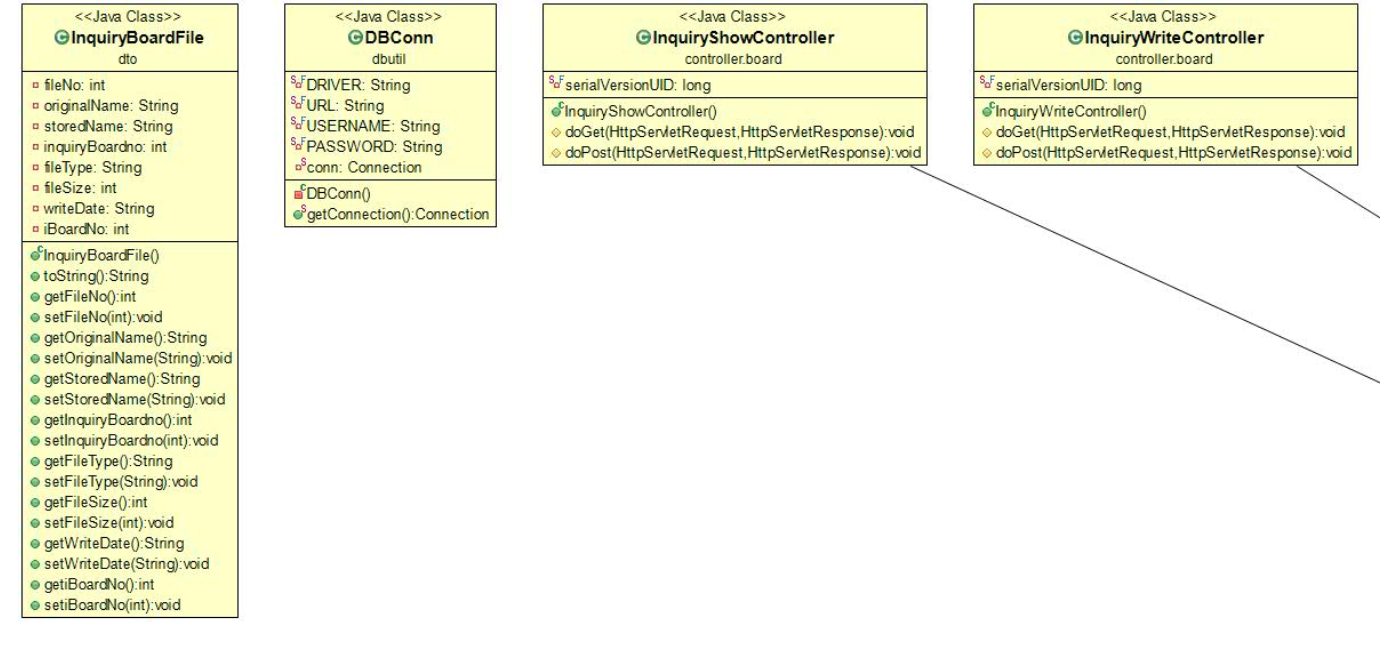 <<Java Class>>
InquiryBoardFile
dto
fileNo: int
originalName: String
storedName: String
inquiryBoardno: int
fileType: String
fileSize: int
writeDate: String
iBoardNo: int
InquiryBoardFile()
toString():String
getFileNo():int
setFileNo(int):void
getOriginalName():String
setOriginalName(String):void
getStoredName():String
setStoredName(String):void
getInquiryBoardno():int
setInquiryBoardno(int):void
getFileType():String
setFileType(String):void
getFileSize():int
setFileSize(int):void
getWriteDate():String
setWriteDate(String):void
getiBoardNo():int
setiBoardNo(int):void
<<Java Class>>
DBConn
dbutil
DRIVER: String
URL: String
USERNAME: String
PASSWORD: String
conn: Connection
DBConn()
getConnection():Connection
<<Java Class>>
InquiryShowController
controller.board
serialVersionUID: long
InquiryShowController()
doGet(HttpServletRequest,HttpServletResponse):void
doPost(HttpServletRequest,HttpServletResponse):void
<<Java Class>>
InquiryWriteController
controller.board
serialVersionUID: long
InquiryWriteController()
doGet(HttpServletRequest,HttpServletResponse):void
doPost(HttpServletRequest,HttpServletResponse):void